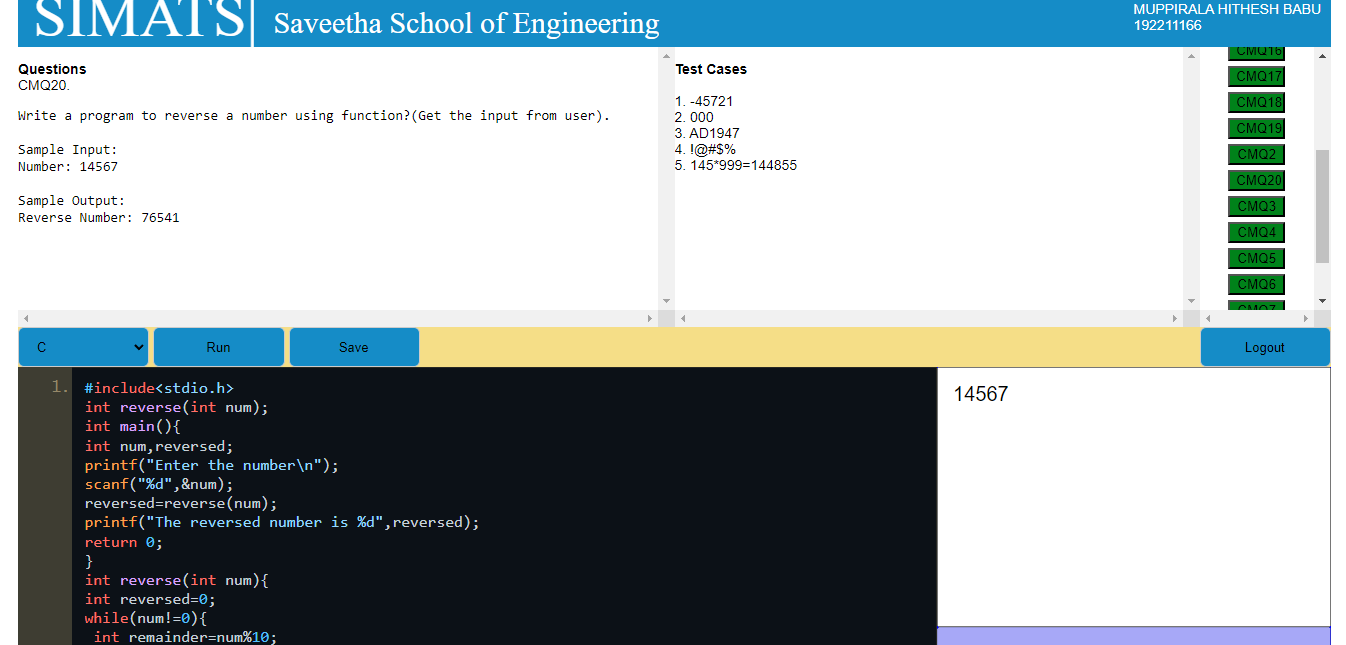 SIMATS
Saveetha School of Engineering
MUPPIRALA HITHESH BABU
192211166
Questions
CMQ20.
Write a program to reverse a number using function?(Get the input from user).
Sample Input:
Number: 14567
Sample Output:
Reverse Number: 76541
Test Cases
1. -45721
2. 000
3. AD1947
4. !@#$%
5. 145*999=144855
CMQ16
CMQ17
CMQ18
CMQ19
CMQ2
CMQ20
CMQ3
CMQ4
CMQ5
CMQ6
CMQ7
C
Run
Save
Logout
1.
#include<stdio.h>
int reverse(int num);
int main(){
int num,reversed;
printf("Enter the number\n");
scanf("%d",&num);
reversed=reverse(num);
printf("The reversed number is %d",reversed);
return 0;
}
int reverse(int num){
int reversed=0;
while(num!=0){
int remainder=num%10;
14567